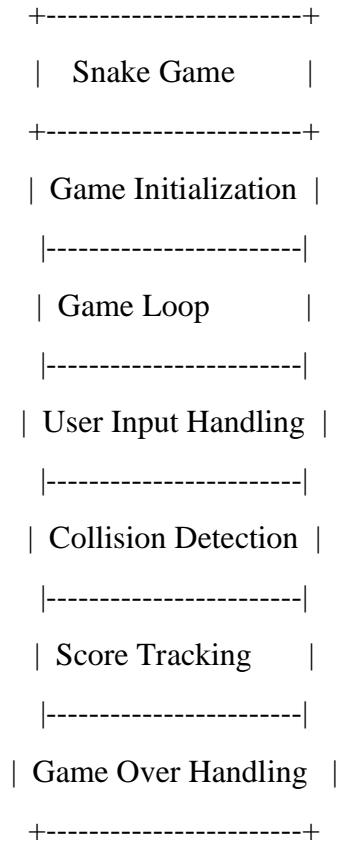 +------------------------+
| Snake Game |
+------------------------+
| Game Initialization |
|------------------------|
| Game Loop |
|------------------------|
| User Input Handling |
|------------------------|
| Collision Detection |
|------------------------|
| Score Tracking |
|------------------------|
| Game Over Handling |
+------------------------+